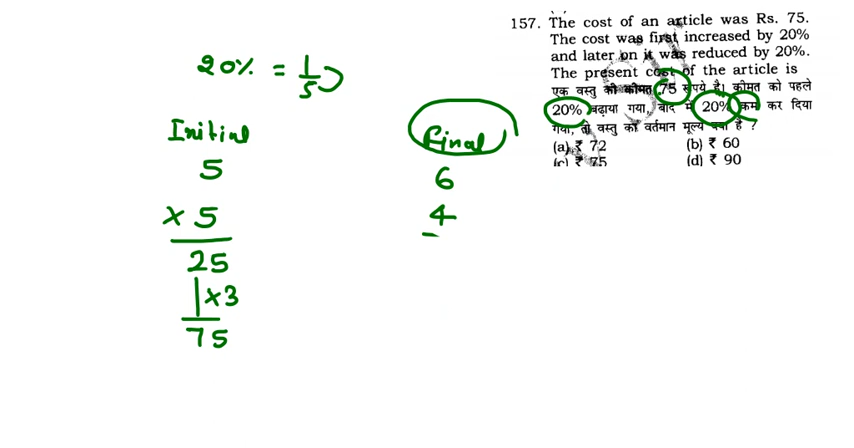 157. The cost of an article was Rs. 75.
The cost was first increased by 20%
and later on it was reduced by 20%.
The present cost of the article is
एक वस्तु की कीमत 75 रूपये है। कीमत को पहले
20% बढ़ाया गया, बाद में 20% कम कर दिया
गया, तो वस्तु का वर्तमान मूल्य क्या है ?
(a) ₹ 72 (b) ₹ 60
(c) ₹ 75 (d) ₹ 90
20% = 1/5
Initial Final
5 6
× 5 4
25
×3
75